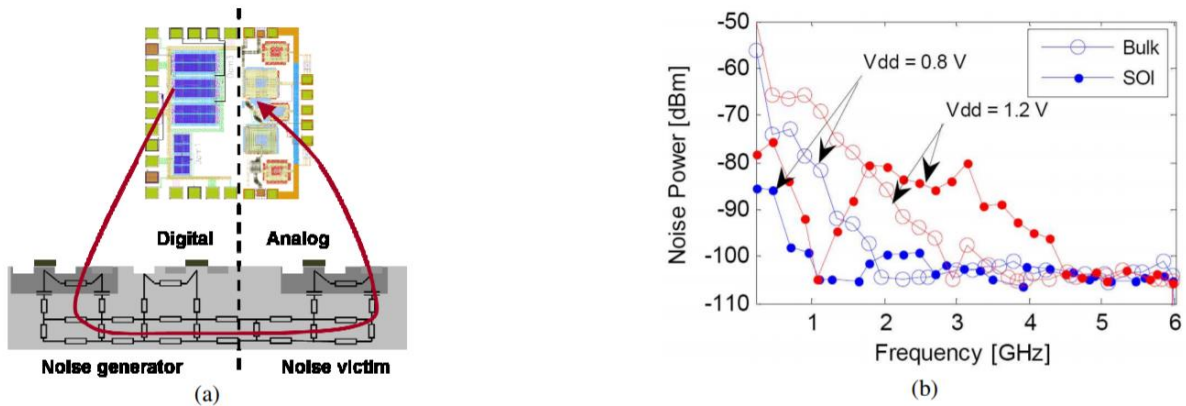 Digital
Analog
Noise generator
Noise victim
(a)
Noise Power [dBm]
-50
-60
-70
-80
-90
-100
-110
Vdd = 0.8 V
Vdd = 1.2 V
Bulk
SOI
1
2
3
4
5
6
Frequency [GHz]
(b)